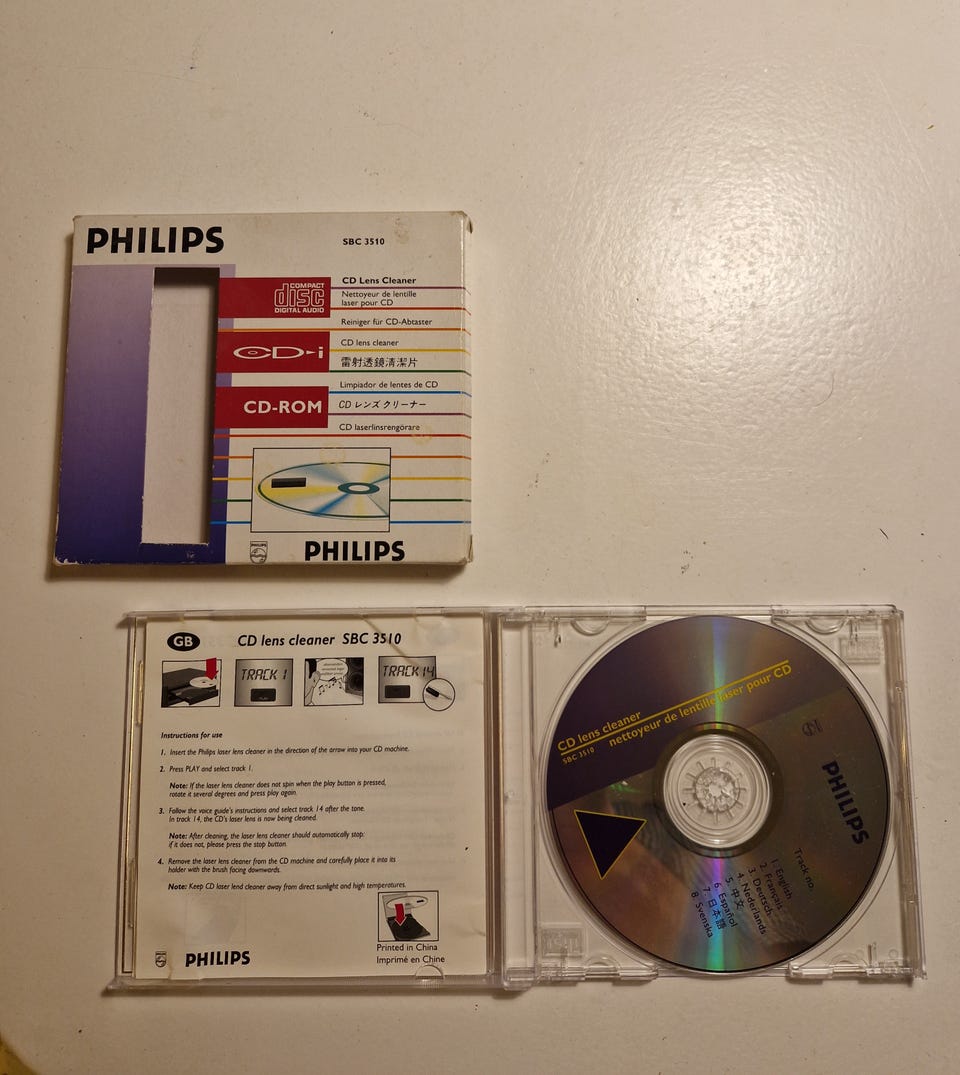 PHILIPS
SBC 3510
COMPACT
disc
DIGITAL AUDIO
CD-i
CD-ROM
CD Lens Cleaner
Nettoyeur de lentille
laser pour CD
Reiniger für CD-Abtaster
CD lens cleaner
雷射透鏡清潔片
Limpiador de lentes de CD
CD レンズ クリーナー
CD laserlinsrengörare
PHILIPS
GB
CD lens cleaner SBC 3510
TRACK 1
TRACK 14
Instructions for use
1. Insert the Philips laser lens cleaner in the direction of the arrow into your CD machine.
2. Press PLAY and select track 1.
Note: If the laser lens cleaner does not spin when the play button is pressed,
rotate it several degrees and press play again.
3. Follow the voice guide's instructions and select track 14 after the tone.
In track 14, the CD's laser lens is now being cleaned.
Note: After cleaning, the laser lens cleaner should automatically stop:
if it does not, please press the stop button.
4. Remove the laser lens cleaner from the CD machine and carefully place it into its
holder with the brush facing downwards.
Note: Keep CD laser lend cleaner away from direct sunlight and high temperatures.
Printed in China
Imprimé en Chine
PHILIPS
CD lens cleaner
SBC 3510 nettoyeur de lentille laser pour CD
PHILIPS
Track no.
1. English
2. Français
3. Deutsch
4. Nederlands
5. 中文
6. Español
7. 日本語
8. Svenska